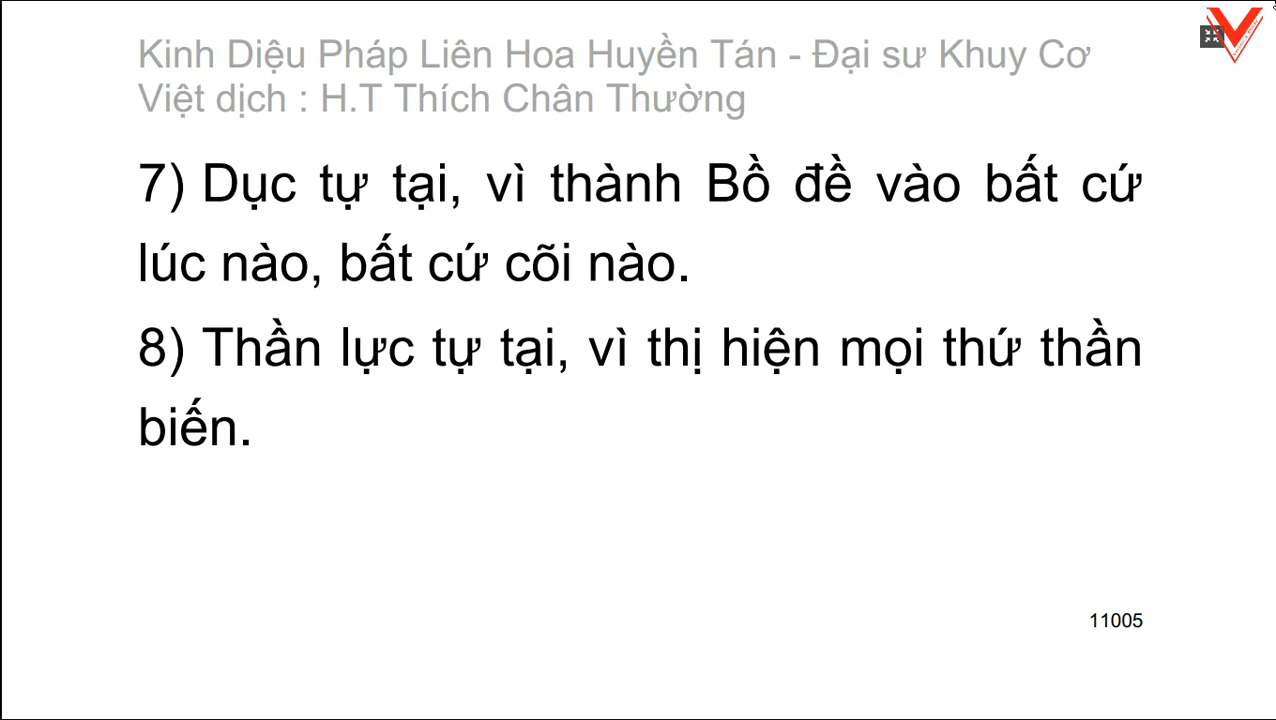 Kinh Diệu Pháp Liên Hoa Huyền Tán - Đại sư Khuy Cơ
Việt dịch : H.T Thích Chân Thường
7) Dục tự tại, vì thành Bồ đề vào bất cứ
lúc nào, bất cứ cõi nào.
8) Thần lực tự tại, vì thị hiện mọi thứ thần
biến.
11005